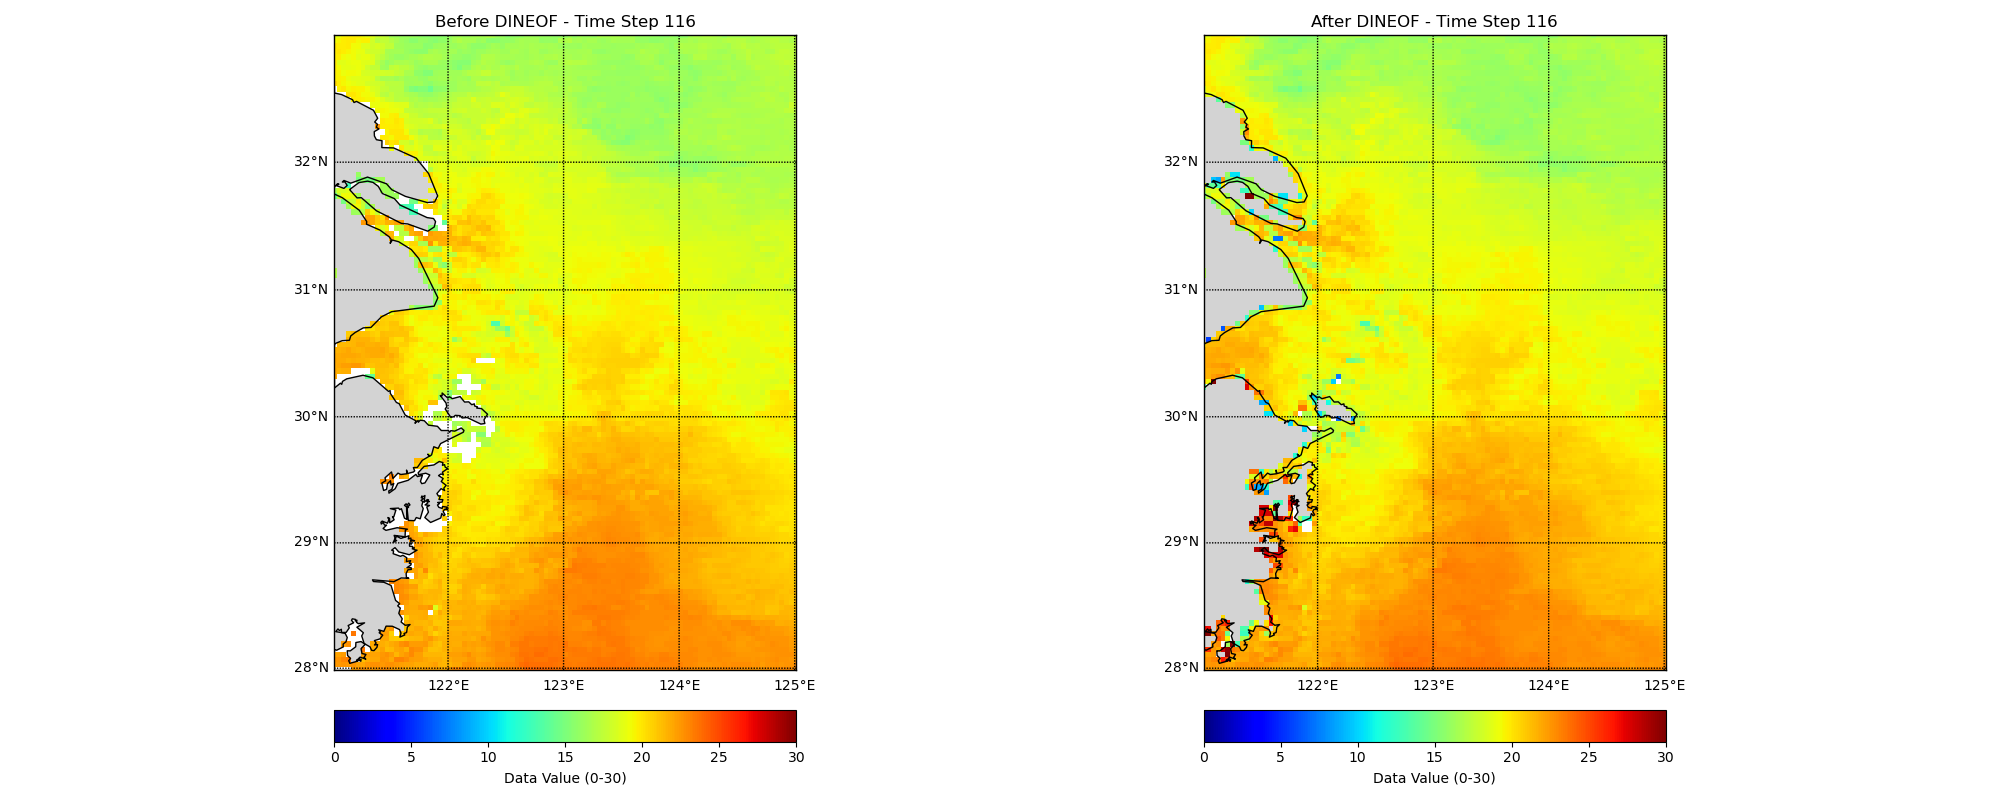 Before DINEOF - Time Step 116
32°N
31°N
30°N
29°N
28°N
122°E 123°E 124°E 125°E
0 5 10 15 20 25 30
Data Value (0-30)
After DINEOF - Time Step 116
32°N
31°N
30°N
29°N
28°N
122°E 123°E 124°E 125°E
0 5 10 15 20 25 30
Data Value (0-30)